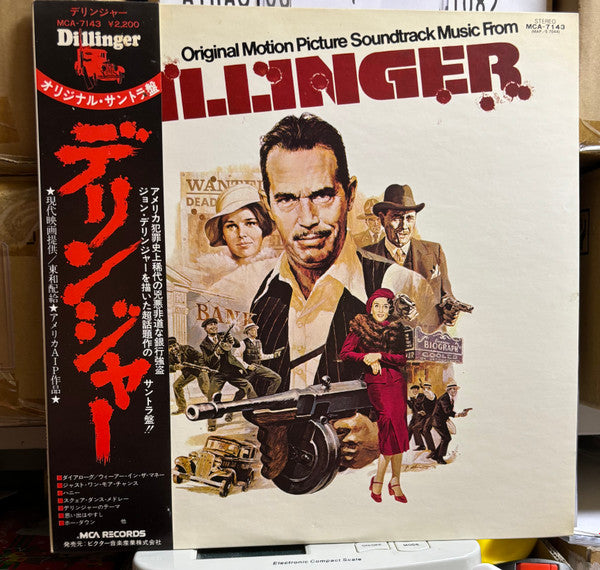 デリンジャー
MCA-7143 ¥2,200
Dillinger
オリジナル・サントラ盤
デリンジャー
アメリカ犯罪史上稀代の兇悪非道な銀行強盗
ジョン・デリンジャーを描いた超話題作の サントラ盤!!
★現代映画提供/東和配給★アメリカAIP作品★
ダイアローグ/ウィーアー・イン・ザ・マネー
ジャスト・ワン・モア・チャンス
ハニー
スクェア・ダンス・メドレー
デリンジャーのテーマ
思い出はやすし
ホー・ダウン 他
MCA RECORDS
発売元:ビクター音楽産業株式会社
STEREO
MCA-7143
Original Motion Picture Soundtrack Music From
ILLINGER
WANTE
DEAD
BANK
BIOGRAPH
COOLED
Electronic Compact Scale
MODE